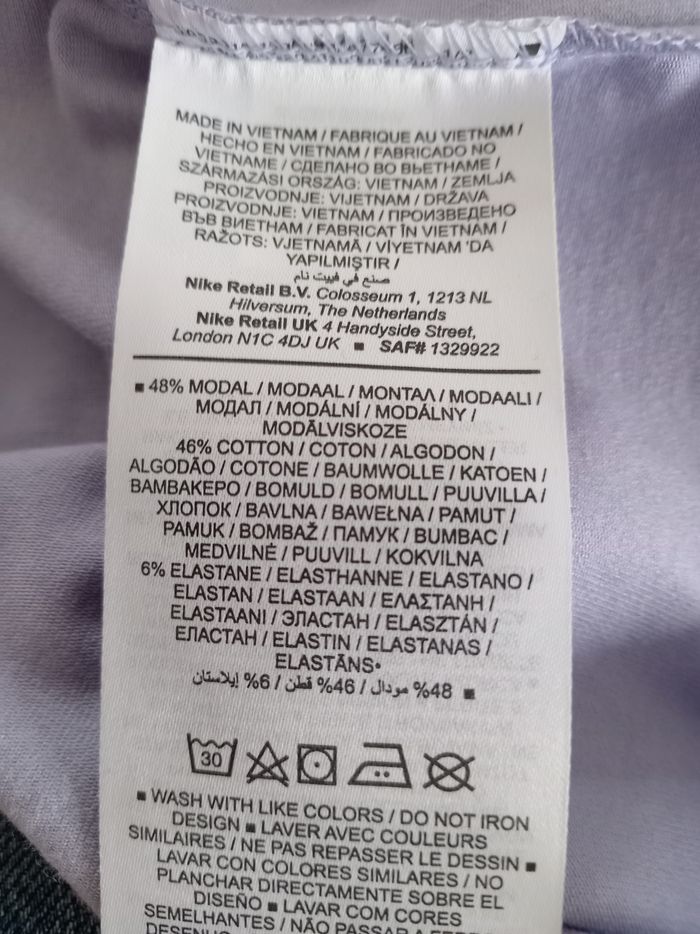 MADE IN VIETNAM / FABRIQUE AU VIETNAM /
HECHO EN VIETNAM / FABRICADO NO
VIETNAME / СДЕЛАНО ВО ВЬЕТНАМЕ /
SZÁRMAZÁSI ORSZÁG: VIETNAM / ZEMLJA
PROIZVODNJE: VIJETNAM / DRŽAVA
PROIZVODNJE: VIETNAM / ПРОИЗВЕДЕНО
ВЪВ ВИЕТНАМ / FABRICAT ÎN VIETNAM /
RAŽOTS: VJETNAMĀ / VİYETNAM 'DA
YAPILMIŞTIR /
صنع في فييت نام
Nike Retail B.V. Colosseum 1, 1213 NL
Hilversum, The Netherlands
Nike Retail UK 4 Handyside Street,
London N1C 4DJ UK ■ SAF# 1329922
■ 48% MODAL / MODAAL / ΜΟΝΤΑΛ / MODAALI /
МОДАЛ / MODÁLNÍ / MODÁLNY /
MODĀLVISKOZE
46% COTTON / COTON / ALGODON /
ALGODÃO / COTONE / BAUMWOLLE / KATOEN /
ΒΑΜΒΑΚΕΡΟ / BOMULD / BOMULL / PUUVILLA /
ХЛОПОК / BAVLNA / BAWEŁNA / PAMUT /
PAMUK / BOMBAŽ / ПАМУК / BUMBAC /
MEDVILNĖ / PUUVILL / KOKVILNA
6% ELASTANE / ELASTHANNE / ELASTANO /
ELASTAN / ELASTAAN / ΕΛΑΣΤΑΝΗ /
ELASTAANI / ЭЛАСТАН / ELASZTÁN /
ЕЛАСТАН / ELASTIN / ELASTANAS /
ELASTĀNS•
■ 48% مودال / 46% قطن / 6% إيلاستان
30
■ WASH WITH LIKE COLORS / DO NOT IRON
DESIGN ■ LAVER AVEC COULEURS
SIMILAIRES / NE PAS REPASSER LE DESSIN ■
LAVAR CON COLORES SIMILARES / NO
PLANCHAR DIRECTAMENTE SOBRE EL
DISEÑO ■ LAVAR COM CORES
SEMELHANTES / NÃO PASSAR A FERRO